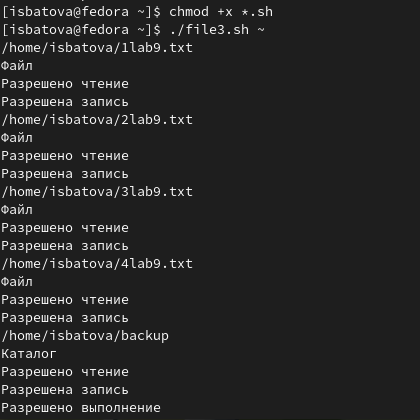 [isbatova@fedora ~]$ chmod +x *.sh
[isbatova@fedora ~]$ ./file3.sh ~
/home/isbatova/1lab9.txt
Файл
Разрешено чтение
Разрешена запись
/home/isbatova/2lab9.txt
Файл
Разрешено чтение
Разрешена запись
/home/isbatova/3lab9.txt
Файл
Разрешено чтение
Разрешена запись
/home/isbatova/4lab9.txt
Файл
Разрешено чтение
Разрешена запись
/home/isbatova/backup
Каталог
Разрешено чтение
Разрешена запись
Разрешено выполнение